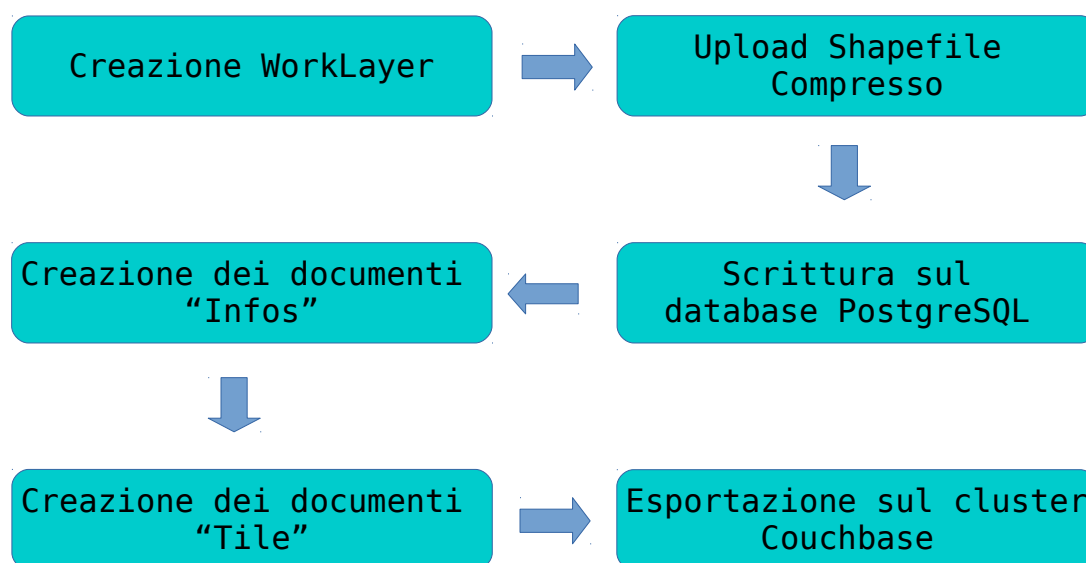 Creazione WorkLayer
Upload Shapefile
Compresso
Scrittura sul
database PostgreSQL
Creazione dei documenti
“Infos”
Creazione dei documenti
“Tile”
Esportazione sul cluster
Couchbase